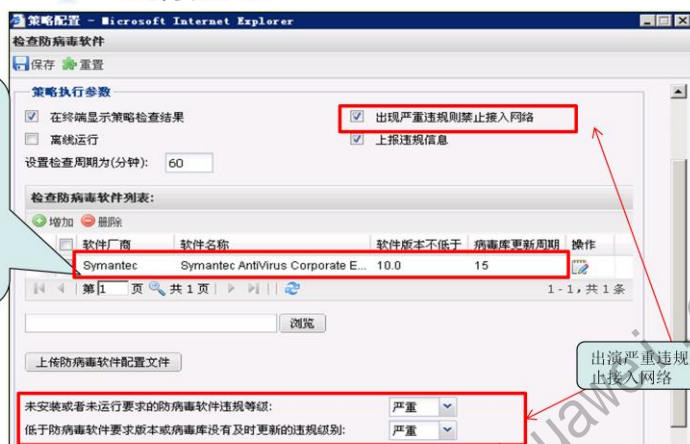 策略配置 - Microsoft Internet Explorer
检查防病毒软件
保存 重置
策略执行参数
在终端显示策略检查结果 出现严重违规则禁止接入网络
离线运行 上报违规信息
设置检查周期为(分钟): 60
检查防病毒软件列表:
增加 删除
软件厂商 软件名称 软件版本不低于 病毒库更新周期 操作
Symantec Symantec AntiVirus Corporate E... 10.0 15
第 1 页 共 1 页 1 - 1，共 1 条
浏览
上传防病毒软件配置文件
出演严重违规
止接入网络
未安装或者未运行要求的防病毒软件违规等级: 严重
低于防病毒软件要求版本或病毒库没有及时更新的违规级别: 严重